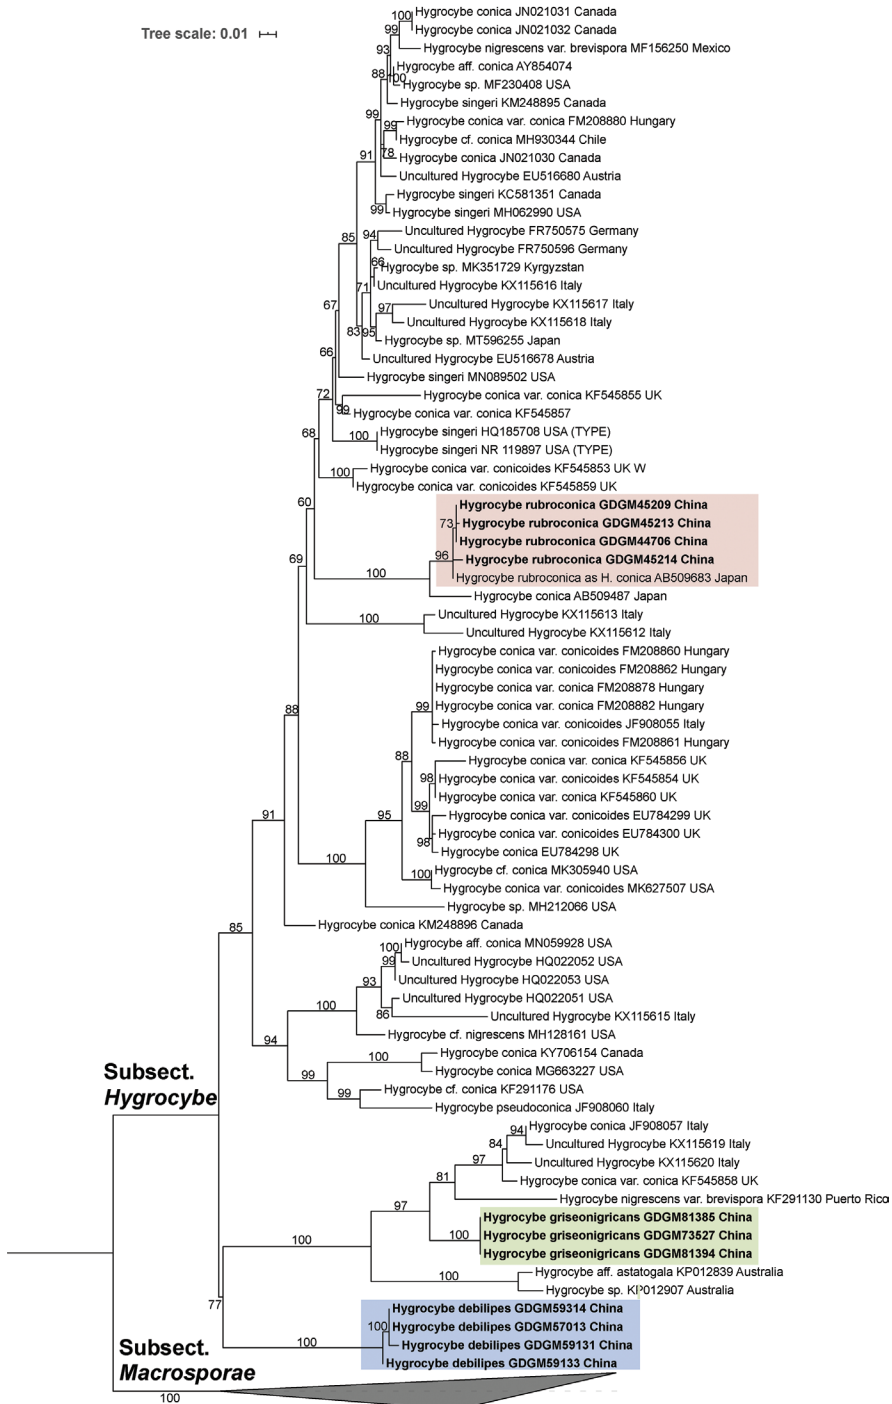 Tree scale: 0.01
100
Hygrocybe conica JN021031 Canada
99
Hygrocybe conica JN021032 Canada
93
Hygrocybe nigrescens var. brevispora MF156250 Mexico
Hygrocybe aff. conica AY854074
88
100
Hygrocybe sp. MF230408 USA
Hygrocybe singeri KM248895 Canada
99
Hygrocybe conica var. conica FM208880 Hungary
99
Hygrocybe cf. conica MH930344 Chile
91
78
Hygrocybe conica JN021030 Canada
Uncultured Hygrocybe EU516680 Austria
Hygrocybe singeri KC581351 Canada
99
Hygrocybe singeri MH062990 USA
85
94
Uncultured Hygrocybe FR750575 Germany
Uncultured Hygrocybe FR750596 Germany
66
Hygrocybe sp. MK351729 Kyrgyzstan
71
Uncultured Hygrocybe KX115616 Italy
67
97
Uncultured Hygrocybe KX115617 Italy
Uncultured Hygrocybe KX115618 Italy
83
95
Hygrocybe sp. MT596255 Japan
66
Uncultured Hygrocybe EU516678 Austria
Hygrocybe singeri MN089502 USA
72
Hygrocybe conica var. conica KF545855 UK
99
Hygrocybe conica var. conica KF545857
68
100
Hygrocybe singeri HQ185708 USA (TYPE)
Hygrocybe singeri NR 119897 USA (TYPE)
100
Hygrocybe conica var. conicoides KF545853 UK W
Hygrocybe conica var. conicoides KF545859 UK
60
Hygrocybe rubroconica GDGM45209 China
73
Hygrocybe rubroconica GDGM45213 China
Hygrocybe rubroconica GDGM44706 China
69
96
Hygrocybe rubroconica GDGM45214 China
100
Hygrocybe rubroconica as H. conica AB509683 Japan
Hygrocybe conica AB509487 Japan
100
Uncultured Hygrocybe KX115613 Italy
Uncultured Hygrocybe KX115612 Italy
Hygrocybe conica var. conicoides FM208860 Hungary
Hygrocybe conica var. conicoides FM208862 Hungary
Hygrocybe conica var. conica FM208878 Hungary
88
99
Hygrocybe conica var. conica FM208882 Hungary
Hygrocybe conica var. conicoides JF908055 Italy
Hygrocybe conica var. conicoides FM208861 Hungary
88
Hygrocybe conica var. conica KF545856 UK
98
Hygrocybe conica var. conicoides KF545854 UK
Hygrocybe conica var. conica KF545860 UK
91
95
99
Hygrocybe conica var. conicoides EU784299 UK
Hygrocybe conica var. conicoides EU784300 UK
98
Hygrocybe conica EU784298 UK
100
100
Hygrocybe cf. conica MK305940 USA
Hygrocybe conica var. conicoides MK627507 USA
Hygrocybe sp. MH212066 USA
85
Hygrocybe conica KM248896 Canada
100
Hygrocybe aff. conica MN059928 USA
99
Uncultured Hygrocybe HQ022052 USA
93
Uncultured Hygrocybe HQ022053 USA
100
Uncultured Hygrocybe HQ022051 USA
86
Uncultured Hygrocybe KX115615 Italy
94
Hygrocybe cf. nigrescens MH128161 USA
100
Hygrocybe conica KY706154 Canada
99
Hygrocybe conica MG663227 USA
99
Hygrocybe cf. conica KF291176 USA
Hygrocybe pseudoconica JF908060 Italy
Subsect.
Hygrocybe
94
Hygrocybe conica JF908057 Italy
84
Uncultured Hygrocybe KX115619 Italy
97
Uncultured Hygrocybe KX115620 Italy
81
Hygrocybe conica var. conica KF545858 UK
97
Hygrocybe nigrescens var. brevispora KF291130 Puerto Rico
Hygrocybe griseonigricans GDGM81385 China
100
100
Hygrocybe griseonigricans GDGM73527 China
Hygrocybe griseonigricans GDGM81394 China
100
Hygrocybe aff. astatogala KP012839 Australia
Hygrocybe sp. KP012907 Australia
77
Hygrocybe debilipes GDGM59314 China
100
Hygrocybe debilipes GDGM57013 China
100
Hygrocybe debilipes GDGM59131 China
Hygrocybe debilipes GDGM59133 China
Subsect.
Macrosporae
100